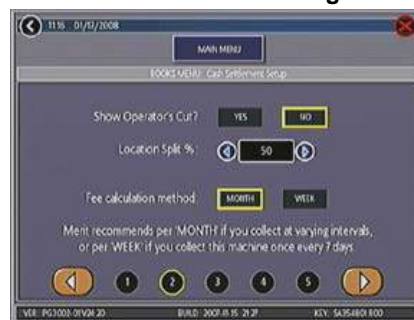 11:16 01/17/2008
MAIN MENU
BOOKS MENU: Cash Settlement Setup
Show Operator's Cut? YES NO
Location Split %: 50
Fee calculation method: MONTH WEEK
Merit recommends per 'MONTH' if you collect at varying intervals,
or per 'WEEK' if you collect this machine once every 7 days.
1 2 3 4 5
BUILD: 2007-11-15 21:27